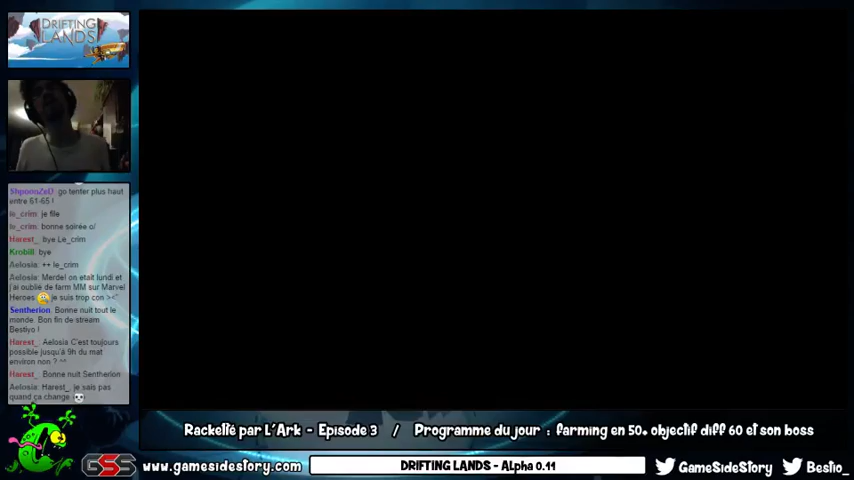 DRIFTING
LANDS
ShponsZeD: go tenter plus haut
entre 61-65 !
le_crim: je file
le_crim: bonne soirée o/
Harest_: bye Le_crim
Krobill: bye
Aelosia: ++ le_crim
Aelosia: Merdel on etait lundi et
j'ai oublié de farm MM sur Marvel
Heroes je suis trop con ><"
Sentherion: Bonne nuit tout le
monde. Bon fin de stream
Bestiyo !
Harest_: Aelosia C'est toujours
possible jusqu'à 9h du mat
environ non ? ^^
Harest_: Bonne nuit Sentherion
Aelosia: Harest_, je sais pas
quand ça change
Racketté par L'Ark - Episode 3 / Programme du jour : farming en 50+ objectif diff 60 et son boss
GSS www.gamesidestory.com DRIFTING LANDS - Alpha 0.11 GameSideStory Bestio_